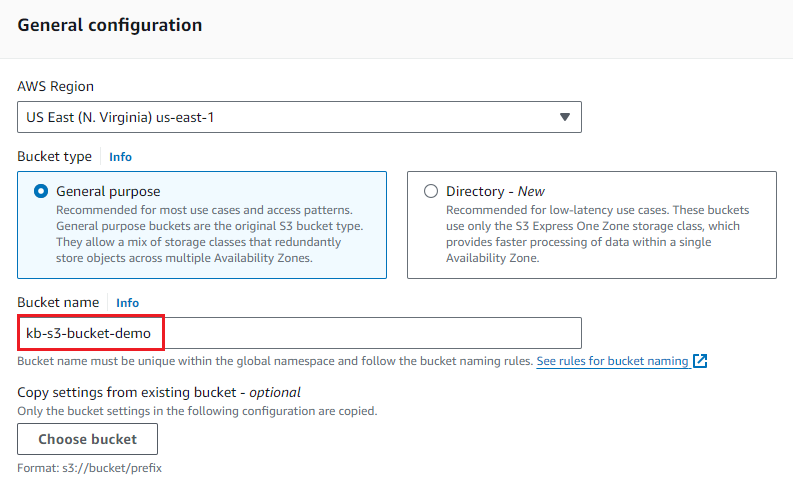 General configuration
AWS Region
US East (N. Virginia) us-east-1
Bucket type Info
General purpose
Recommended for most use cases and access patterns.
General purpose buckets are the original S3 bucket type.
They allow a mix of storage classes that redundantly
store objects across multiple Availability Zones.
Directory - New
Recommended for low-latency use cases. These buckets
use only the S3 Express One Zone storage class, which
provides faster processing of data within a single
Availability Zone.
Bucket name Info
kb-s3-bucket-demo
Bucket name must be unique within the global namespace and follow the bucket naming rules. See rules for bucket naming
Copy settings from existing bucket - optional
Only the bucket settings in the following configuration are copied.
Choose bucket
Format: s3://bucket/prefix